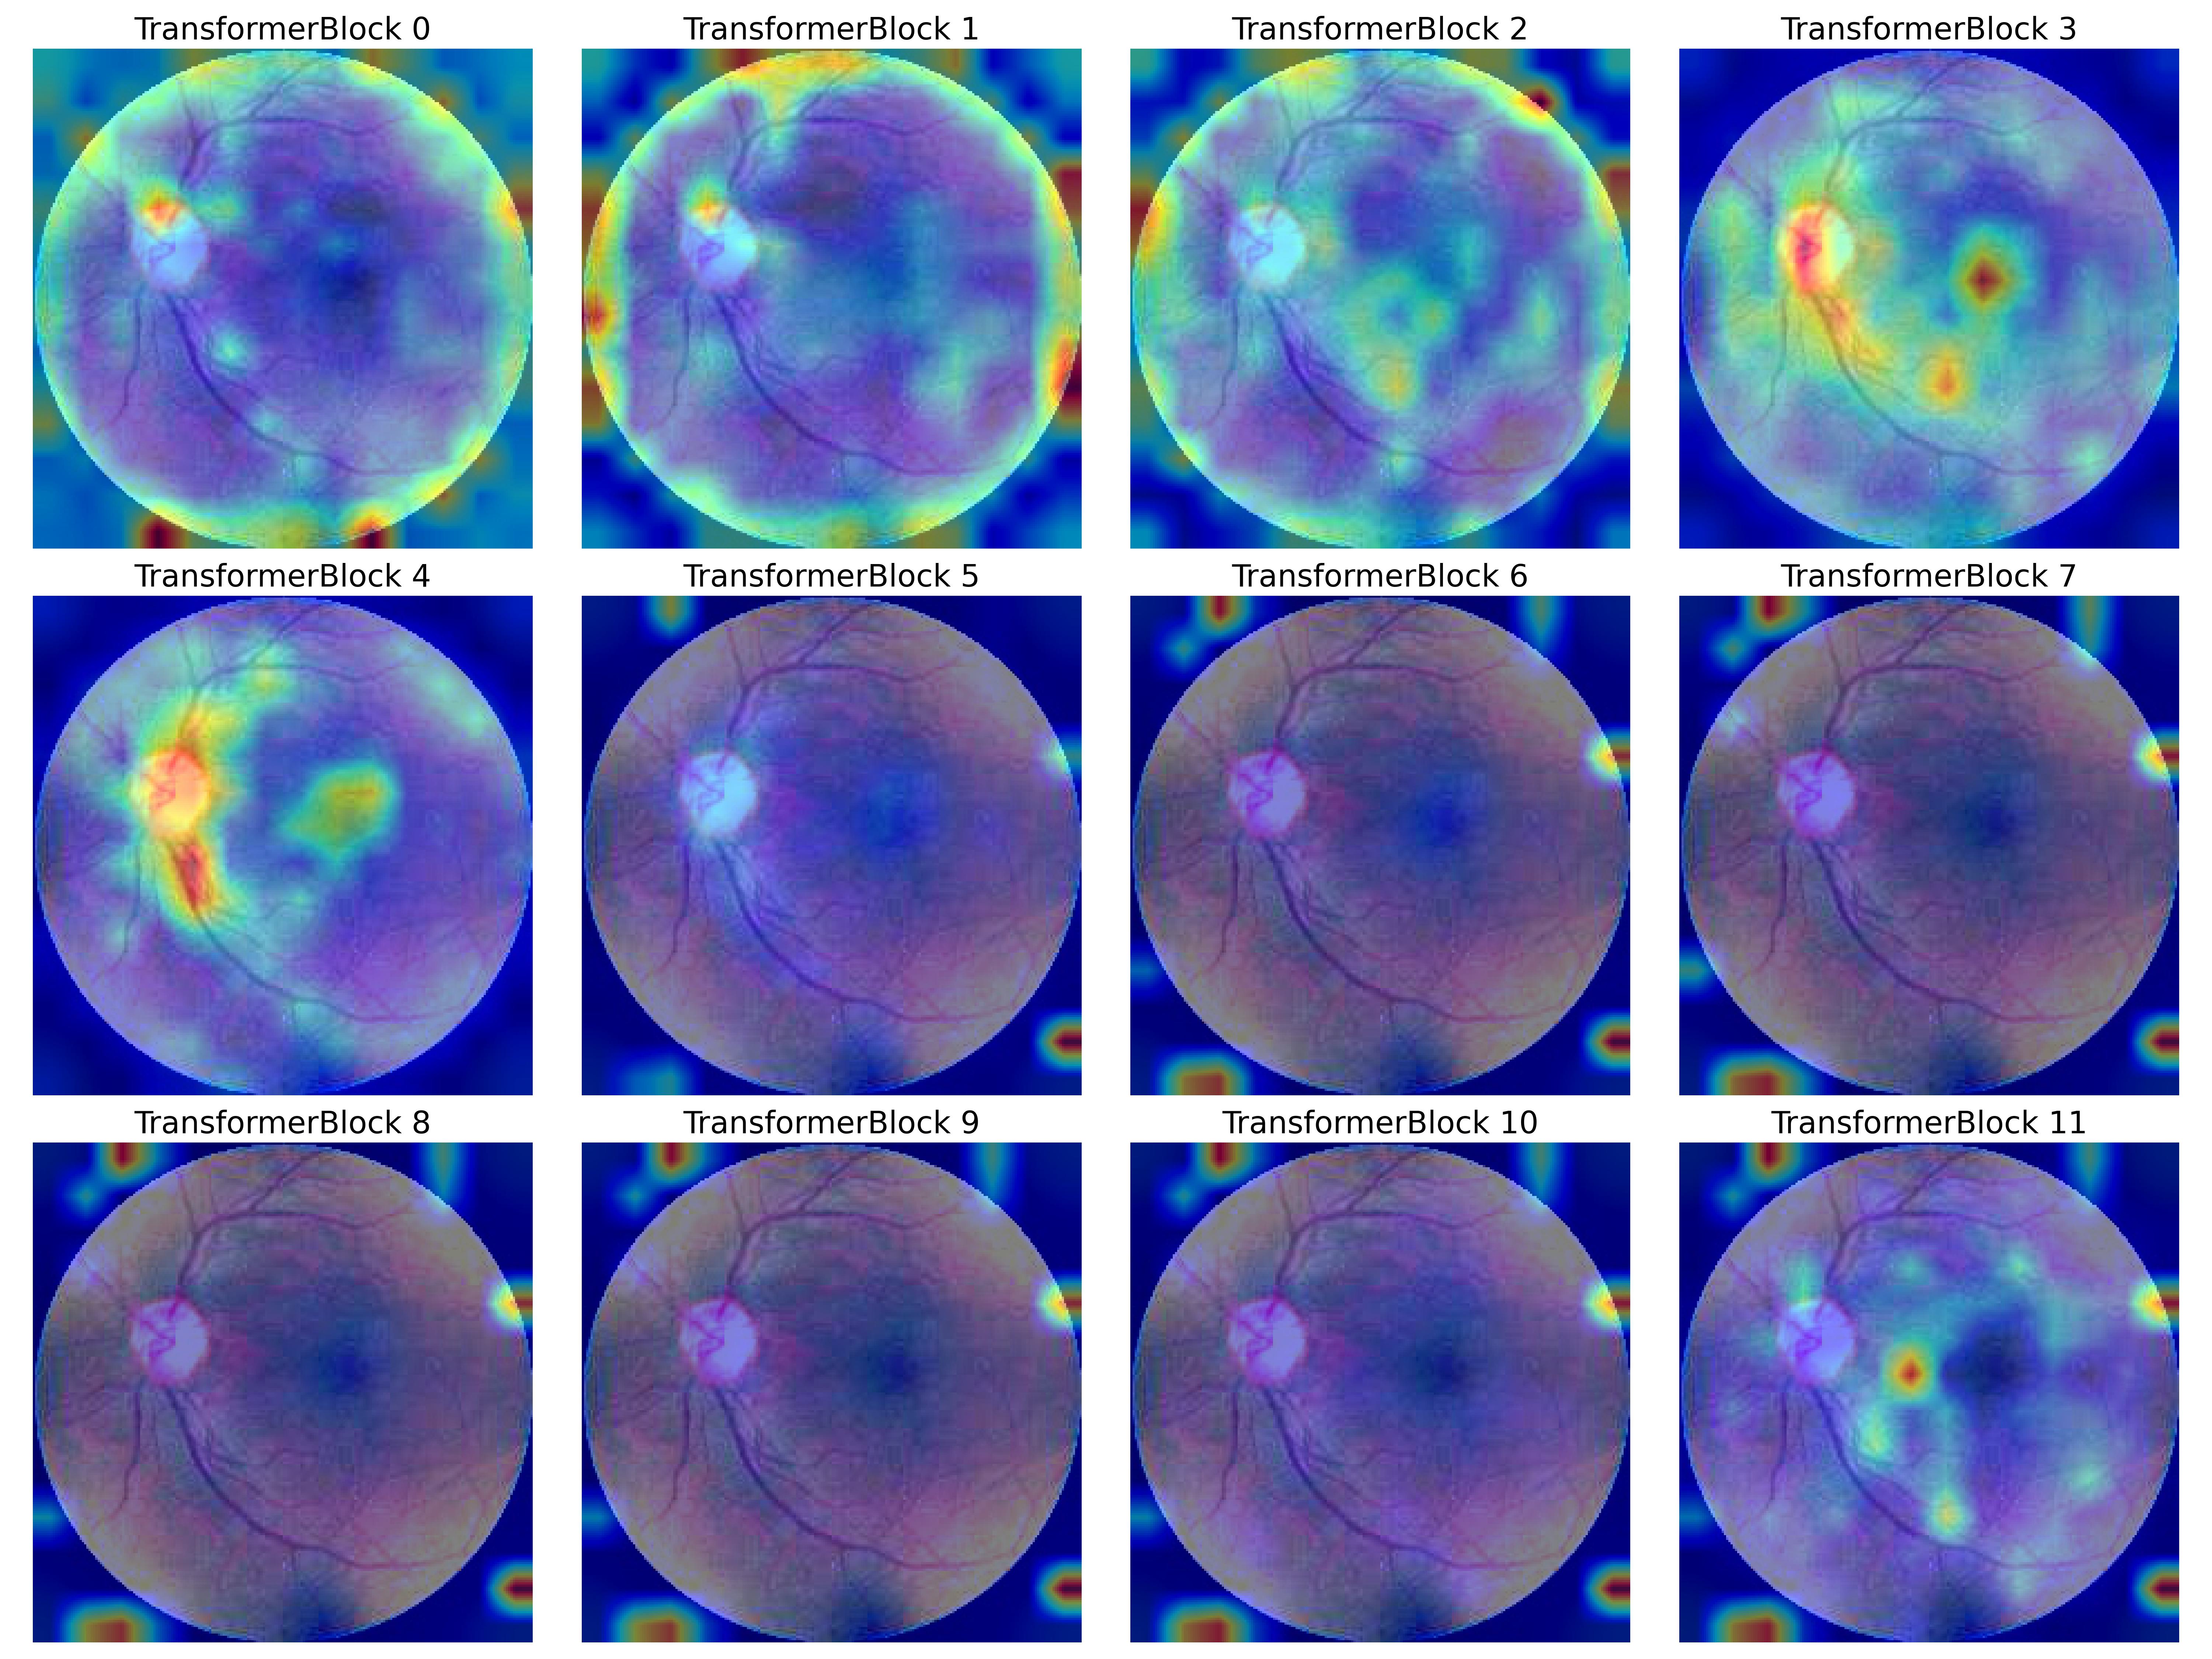 TransformerBlock 0
TransformerBlock 1
TransformerBlock 2
TransformerBlock 3
TransformerBlock 4
TransformerBlock 5
TransformerBlock 6
TransformerBlock 7
TransformerBlock 8
TransformerBlock 9
TransformerBlock 10
TransformerBlock 11